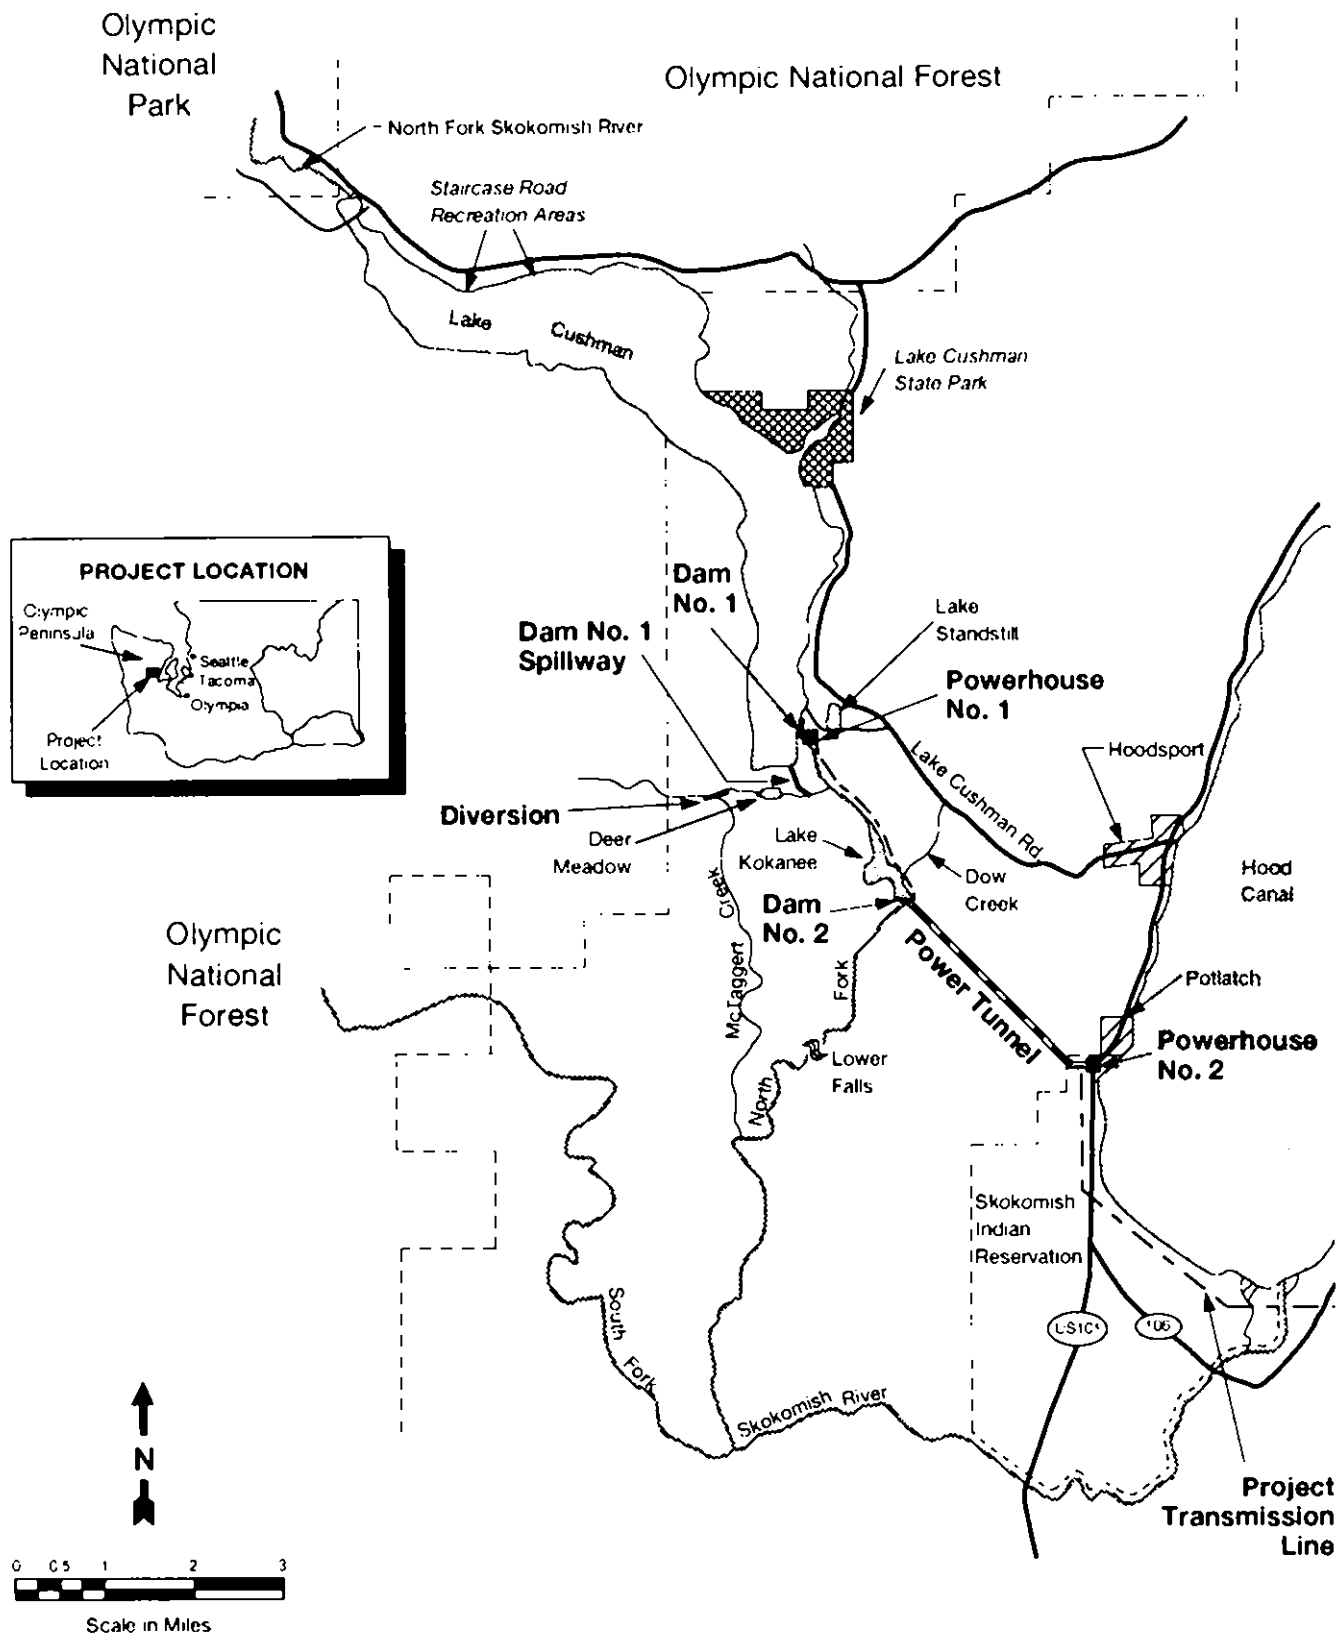 Olympic
National
Park
Olympic National Forest
North Fork Skokomish River
Staircase Road
Recreation Areas
Lake Cushman
Lake Cushman
State Park
PROJECT LOCATION
Olympic
Peninsula
Seattle
Tacoma
Olympia
Project
Location
Dam
No. 1
Dam No. 1
Spillway
Lake
Standstill
Powerhouse
No. 1
Hoodsport
Lake Cushman Rd
Diversion
Deer
Meadow
Lake
Kokanee
Dow
Creek
Hood
Canal
Dam
No. 2
McTaggert Creek
Olympic
National
Forest
Power Tunnel
Potlatch
North Fork
Lower
Falls
Powerhouse
No. 2
Skokomish
Indian
Reservation
South Fork
Skokomish River
N
Project
Transmission
Line
0 0.5 1 2 3
Scale in Miles